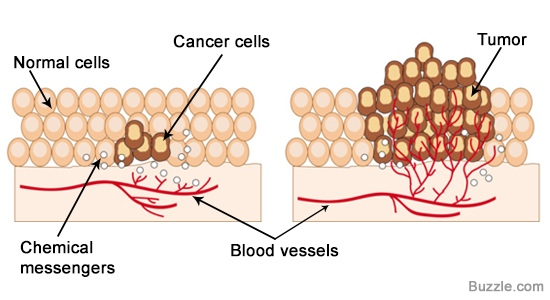 Cancer cells
Normal cells
Tumor
Chemical
messengers
Blood vessels
Buzzle.com